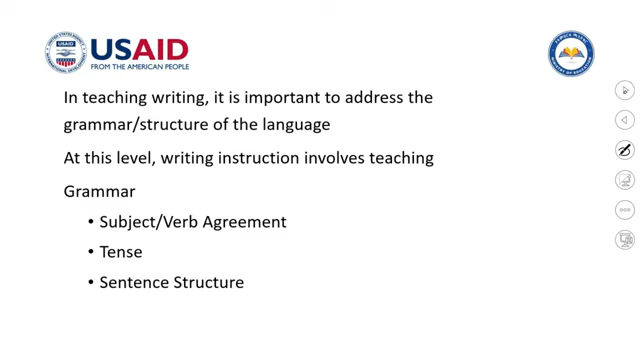 USAID
FROM THE AMERICAN PEOPLE
In teaching writing, it is important to address the
grammar/structure of the language
At this level, writing instruction involves teaching
Grammar
• Subject/Verb Agreement
• Tense
• Sentence Structure